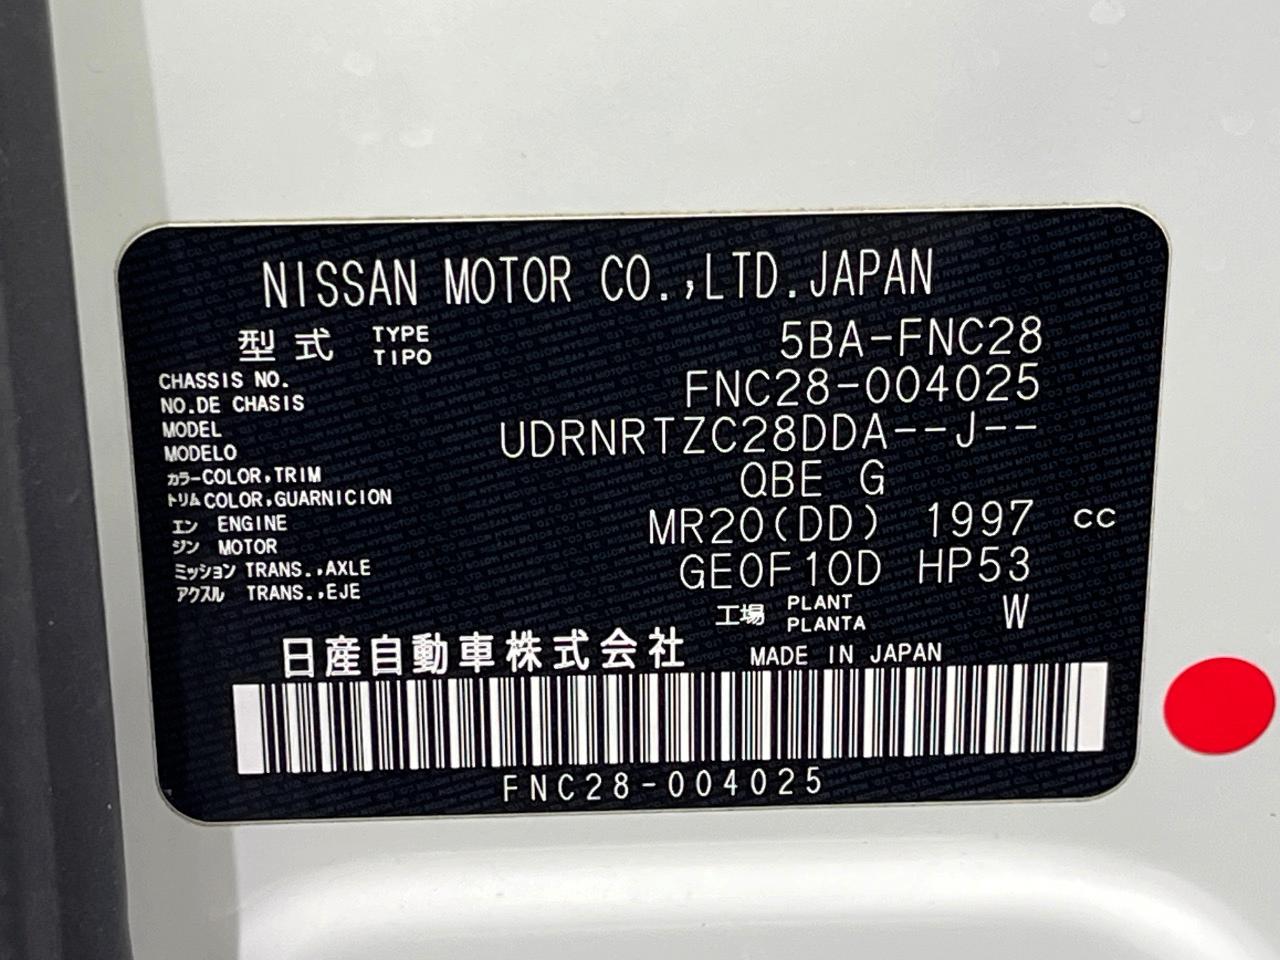 NISSAN MOTOR CO.,LTD.JAPAN
型式 TYPE TIPO 5BA-FNC28
CHASSIS NO. NO.DE CHASIS FNC28-004025
MODEL MODELO UDRNRTZC28DDA--J--
カラー COLOR,TRIM トリム COLOR,GUARNICION QBE G
エンジン ENGINE MOTOR MR20(DD) 1997 cc
ミッション TRANS.,AXLE アクスル TRANS.,EJE GE0F10D HP53
工場 PLANT PLANTA W
日産自動車株式会社 MADE IN JAPAN
FNC28-004025